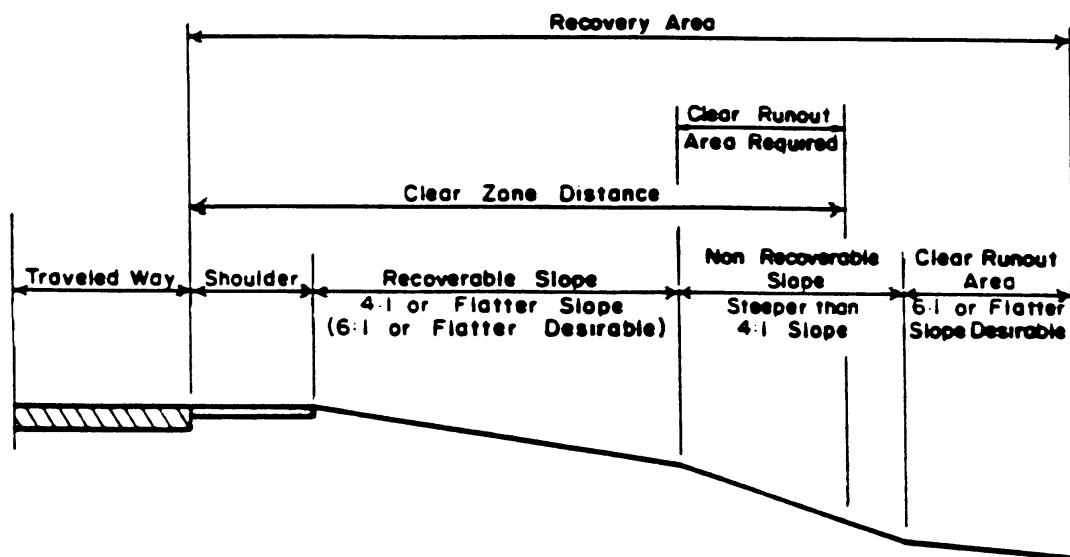 Recovery Area
Clear Runout
Area Required
Clear Zone Distance
Traveled Way
Shoulder
Recoverable Slope
4:1 or Flatter Slope
(6:1 or Flatter Desirable)
Non Recoverable
Slope
Steeper than
4:1 Slope
Clear Runout
Area
6:1 or Flatter
Slope Desirable